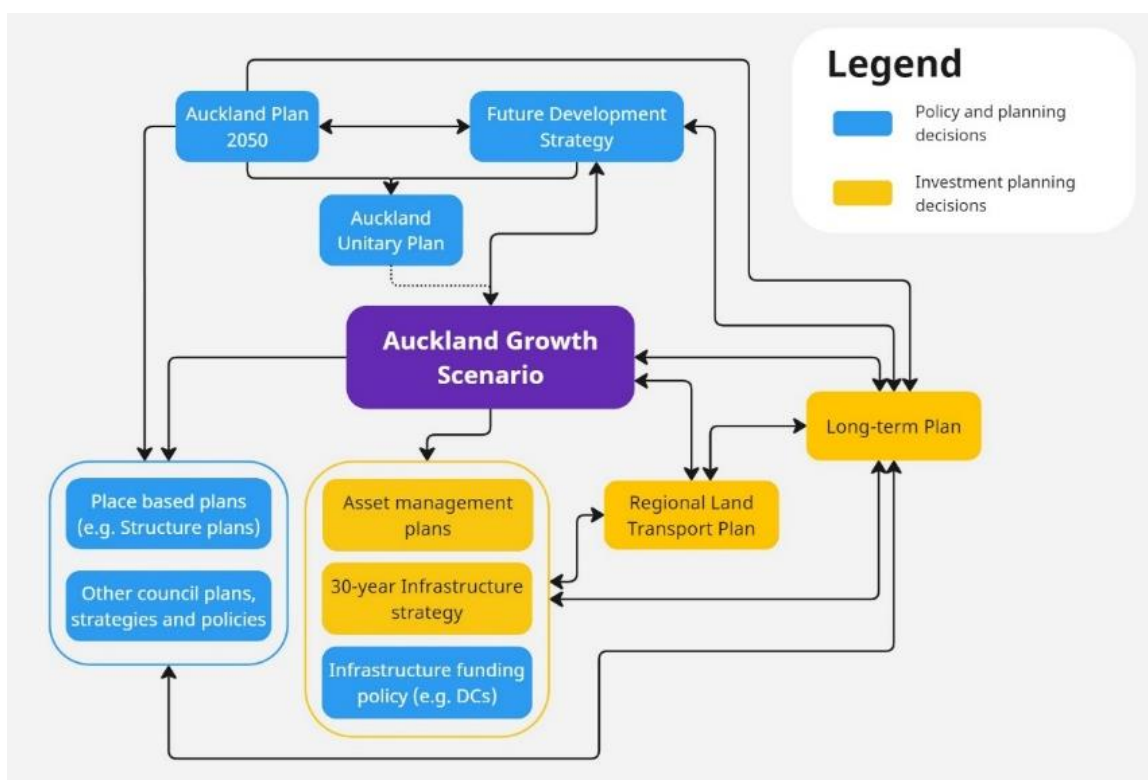 Legend
Policy and planning
decisions
Investment planning
decisions
Auckland Plan
2050
Future Development
Strategy
Auckland
Unitary Plan
Auckland Growth
Scenario
Long-term Plan
Place based plans
(e.g. Structure plans)
Other council plans,
strategies and policies
Asset management
plans
30-year Infrastructure
strategy
Infrastructure funding
policy (e.g. DCs)
Regional Land
Transport Plan